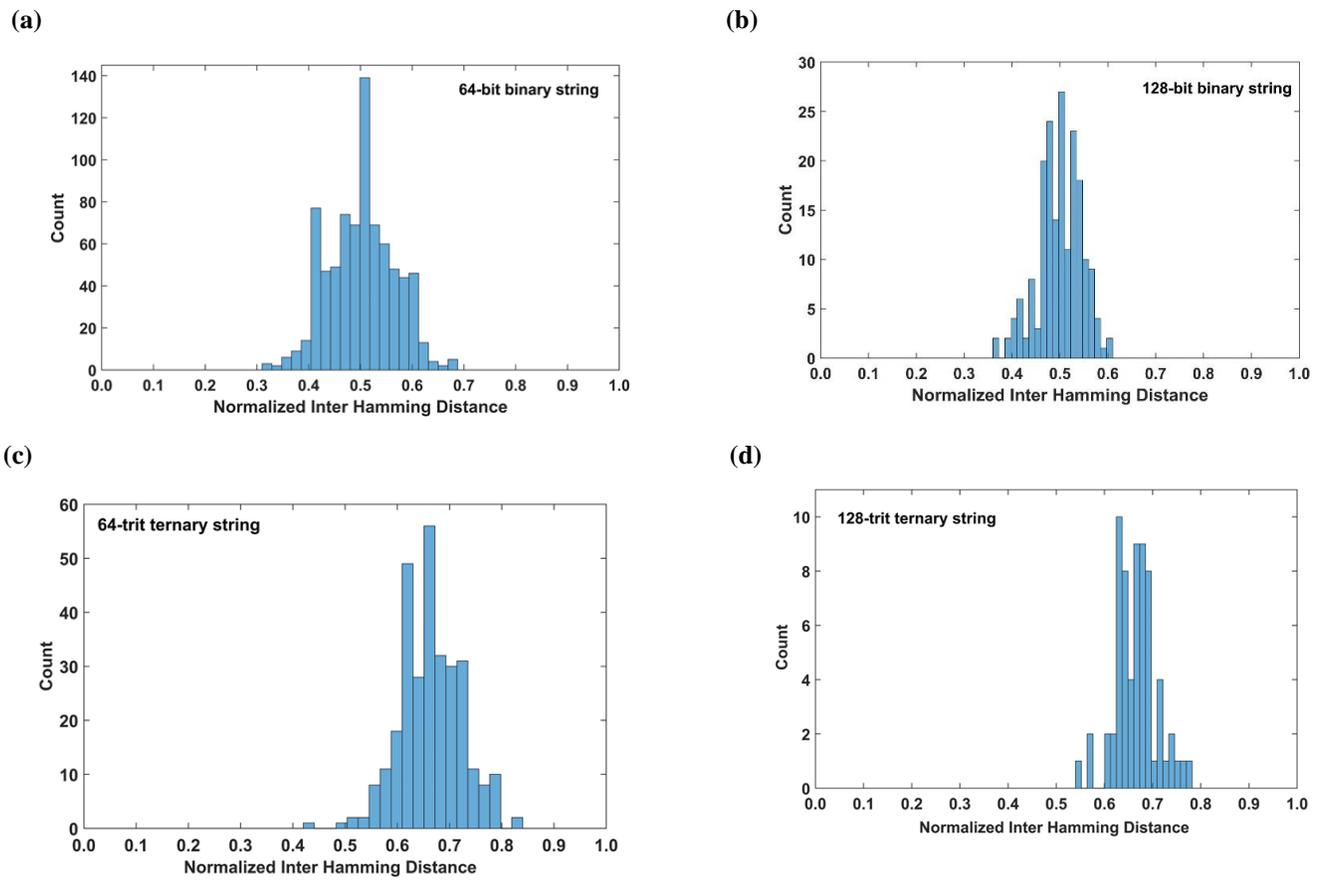 (a)
64-bit binary string
140
120
100
80
60
40
20
0
Count
0.0 0.1 0.2 0.3 0.4 0.5 0.6 0.7 0.8 0.9 1.0
Normalized Inter Hamming Distance
(b)
128-bit binary string
30
25
20
15
10
5
0
Count
0.0 0.1 0.2 0.3 0.4 0.5 0.6 0.7 0.8 0.9 1.0
Normalized Inter Hamming Distance
(c)
64-trit ternary string
60
50
40
30
20
10
0
Count
0.0 0.1 0.2 0.3 0.4 0.5 0.6 0.7 0.8 0.9 1.0
Normalized Inter Hamming Distance
(d)
128-trit ternary string
10
8
6
4
2
0
Count
0.0 0.1 0.2 0.3 0.4 0.5 0.6 0.7 0.8 0.9 1.0
Normalized Inter Hamming Distance